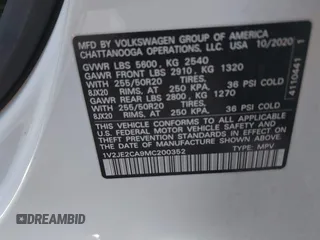 MFD. BY VOLKSWAGEN GROUP OF AMERICA
CHATTANOOGA OPERATIONS, LLC. USA 10/2020
GVWR LBS 5600, KG 2540
GAWR FRONT LBS 2910, KG 1320
WITH 255/50R20 TIRES,
8JX20 RIMS, AT 250 KPA. 36 PSI COLD
GAWR REAR LBS 2800, KG 1270
WITH 255/50R20 TIRES,
8JX20 RIMS, AT 250 KPA. 36 PSI COLD
THIS VEHICLE CONFORMS TO ALL APPLICABLE
FEDERAL MOTOR VEHICLE SAFETY
STANDARDS IN EFFECT ON THE DATE
OF MANUFACTURE SHOWN ABOVE.
1V2JE2CA9MC200352 TYPE: MPV
4110441 1
© DATABIDMID